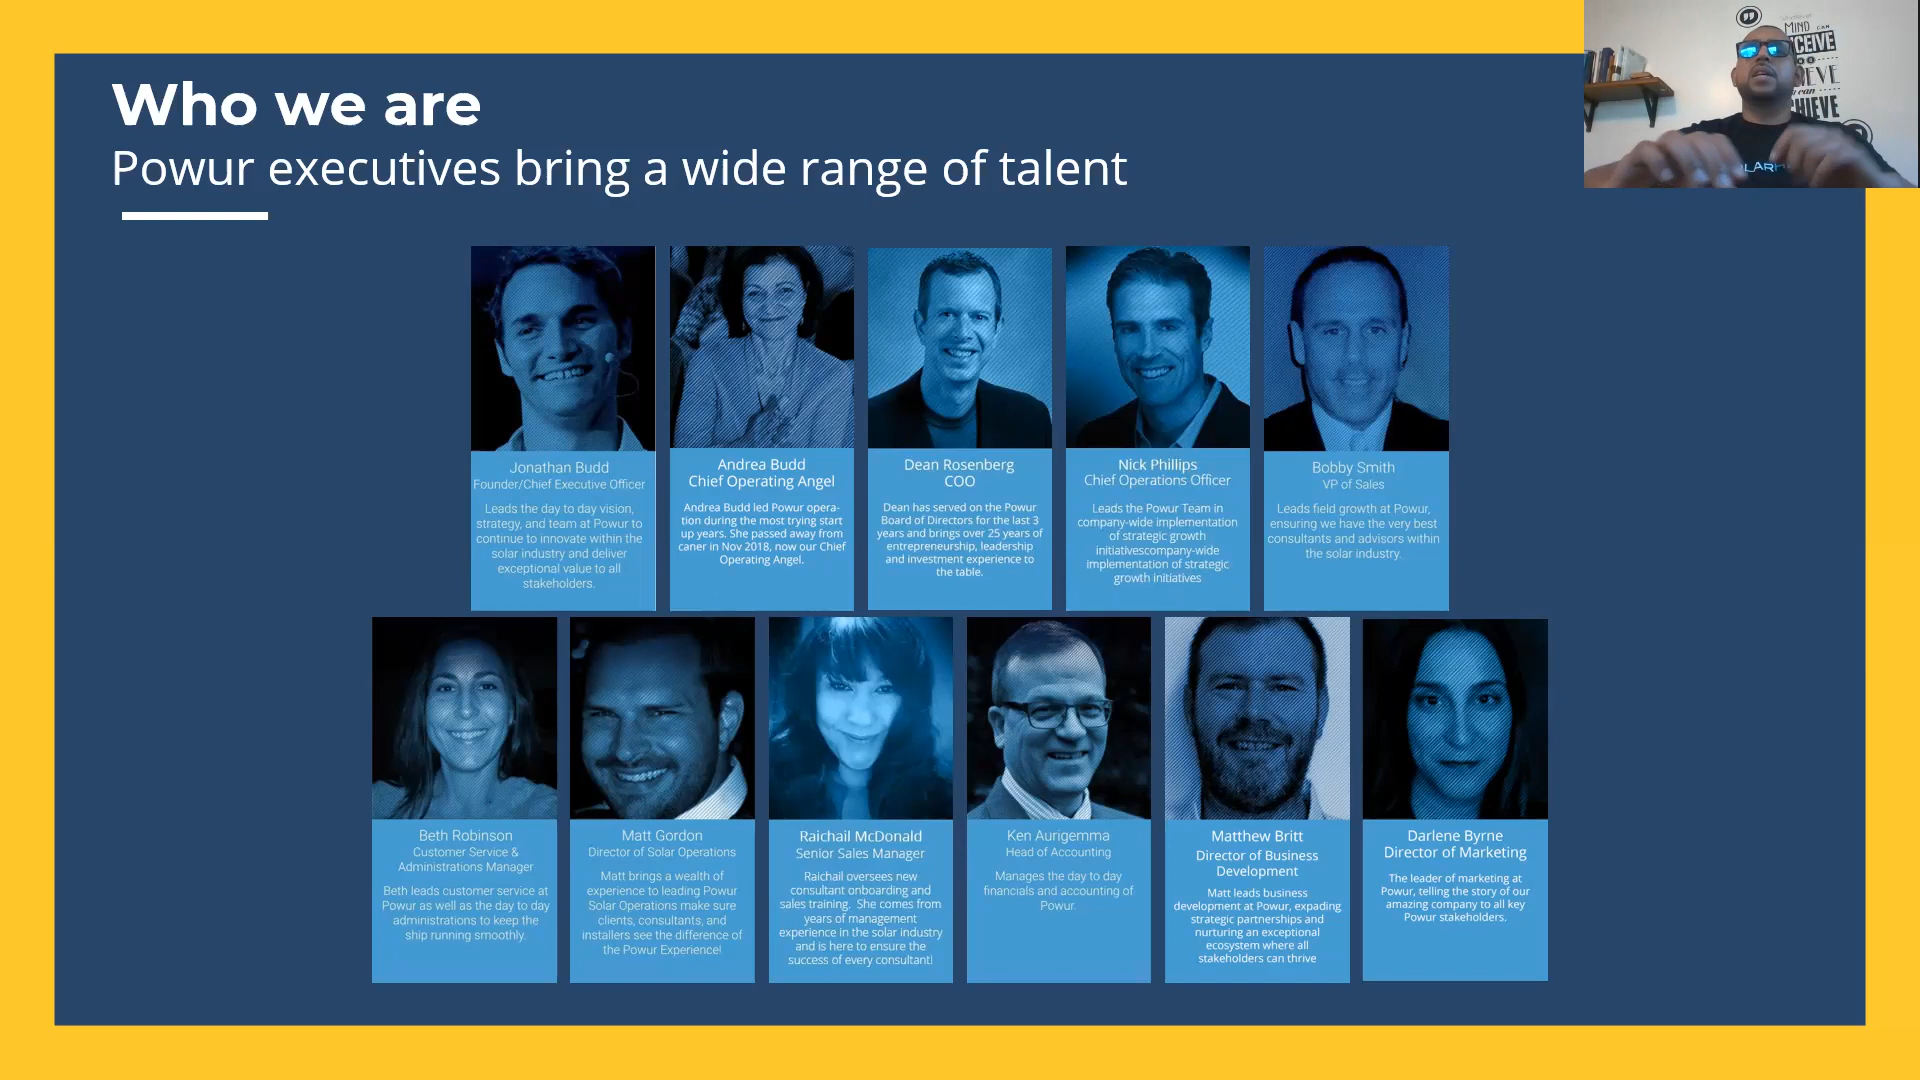 Who we are
Powur executives bring a wide range of talent
MIND CAN
ACHIEVE
LAR
Jonathan Budd
Founder/Chief Executive Officer
Leads the day to day vision,
strategy, and team at Powur to
continue to innovate within the
solar industry and deliver
exceptional value to all
stakeholders.
Andrea Budd
Chief Operating Angel
Andrea Budd led Powur opera-
tion during the most trying start
up years. She passed away from
caner in Nov 2018, now our Chief
Operating Angel.
Dean Rosenberg
COO
Dean has served on the Powur
Board of Directors for the last 3
years and brings over 25 years of
entrepreneurship, leadership
and investment experience to
the table.
Nick Phillips
Chief Operations Officer
Leads the Powur Team in
company-wide implementation
of strategic growth
initiativescompany-wide
implementation of strategic
growth initiatives
Bobby Smith
VP of Sales
Leads field growth at Powur,
ensuring we have the very best
consultants and advisors within
the solar industry.
Beth Robinson
Customer Service &
Administrations Manager
Beth leads customer service at
Powur as well as the day to day
administrations to keep the
ship running smoothly.
Matt Gordon
Director of Solar Operations
Matt brings a wealth of
experience to leading Powur
Solar Operations make sure
clients, consultants, and
installers see the difference of
the Powur Experience!
Raichail McDonald
Senior Sales Manager
Raichail oversees new
consultant onboarding and
sales training. She comes from
years of management
experience in the solar industry
and is here to ensure the
success of every consultant!
Ken Aurigemma
Head of Accounting
Manages the day to day
financials and accounting of
Powur.
Matthew Britt
Director of Business
Development
Matt leads business
development at Powur, expading
strategic partnerships and
nurturing an exceptional
ecosystem where all
stakeholders can thrive
Darlene Byrne
Director of Marketing
The leader of marketing at
Powur, telling the story of our
amazing company to all key
Powur stakeholders.